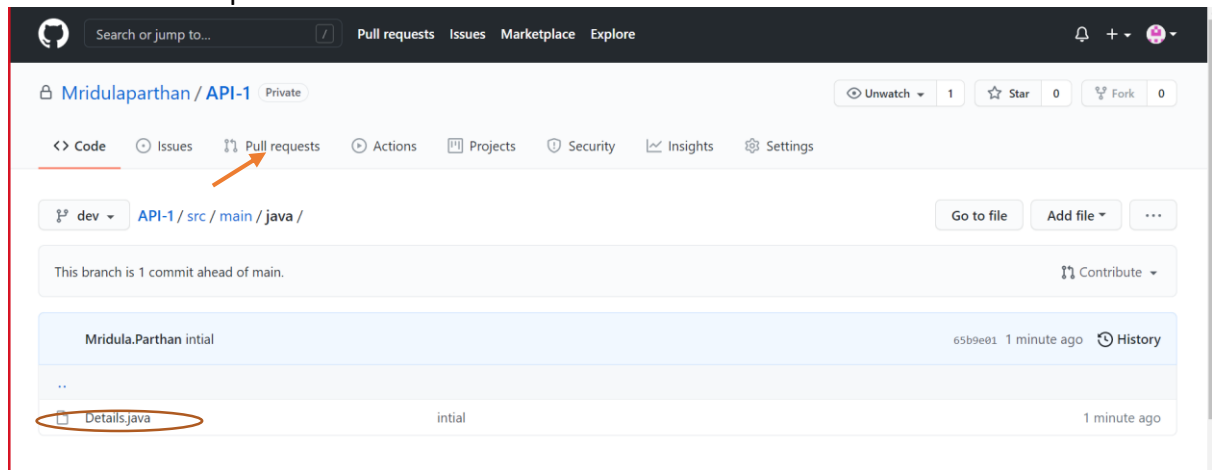 Search or jump to... / Pull requests Issues Marketplace Explore
Mridulaparthan / API-1 Private Unwatch 1 Star 0 Fork 0
<> Code Issues Pull requests Actions Projects Security Insights Settings
dev API-1 / src / main / java / Go to file Add file ...
This branch is 1 commit ahead of main. Contribute
Mridula.Parthan intial 65b9e01 1 minute ago History
..
Details.java intial 1 minute ago